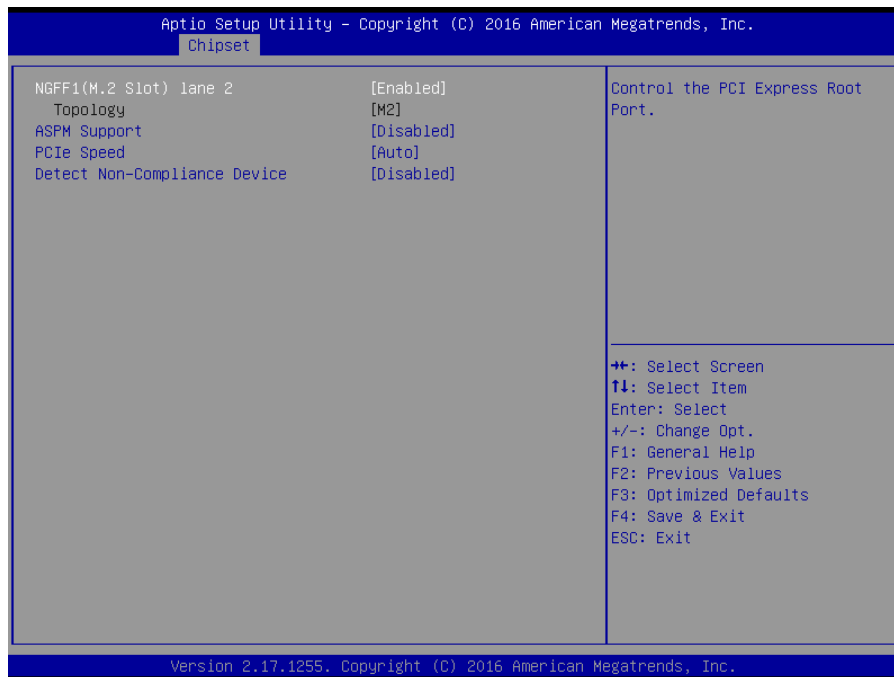 Aptio Setup Utility – Copyright (C) 2016 American Megatrends, Inc.
Chipset
NGFF1(M.2 Slot) lane 2 [Enabled]
Topology [M2]
ASPM Support [Disabled]
PCIe Speed [Auto]
Detect Non-Compliance Device [Disabled]
Control the PCI Express Root
Port.
→←: Select Screen
↑↓: Select Item
Enter: Select
+/-: Change Opt.
F1: General Help
F2: Previous Values
F3: Optimized Defaults
F4: Save & Exit
ESC: Exit
Version 2.17.1255. Copyright (C) 2016 American Megatrends, Inc.